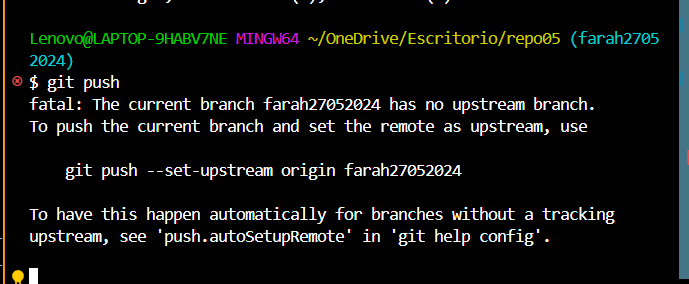 Lenovo@LAPTOP-9HABV7NE MINGW64 ~/OneDrive/Escritorio/repo05 (farah2705
2024)
$ git push
fatal: The current branch farah27052024 has no upstream branch.
To push the current branch and set the remote as upstream, use
git push --set-upstream origin farah27052024
To have this happen automatically for branches without a tracking
upstream, see 'push.autoSetupRemote' in 'git help config'.